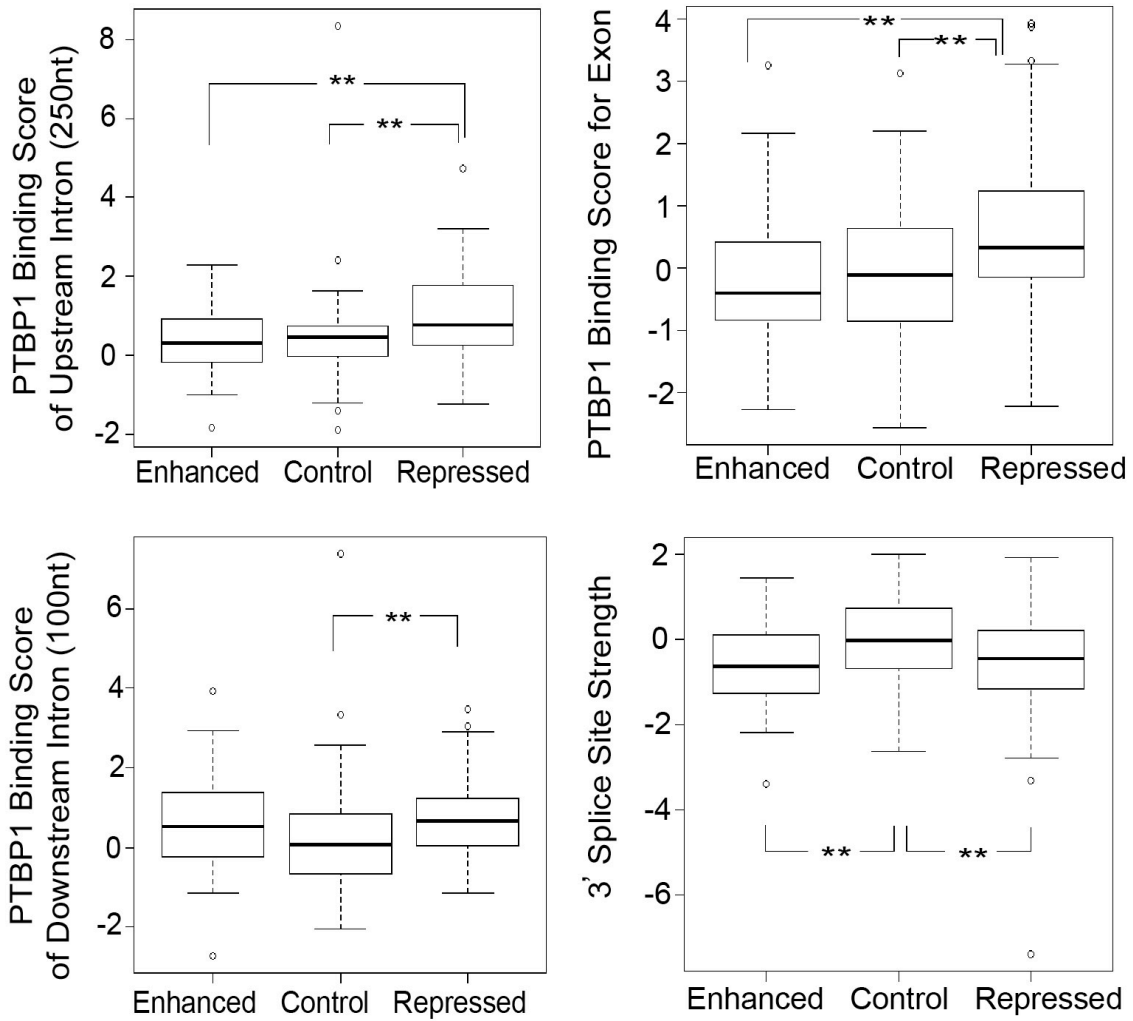 PTBP1 Binding Score
of Upstream Intron (250nt)
8
6
4
2
0
-2
**
**
Enhanced Control Repressed
PTBP1 Binding Score for Exon
4
3
2
1
0
-1
-2
**
**
Enhanced Control Repressed
PTBP1 Binding Score
of Downstream Intron (100nt)
6
4
2
0
-2
**
Enhanced Control Repressed
3' Splice Site Strength
2
0
-2
-4
-6
** **
Enhanced Control Repressed